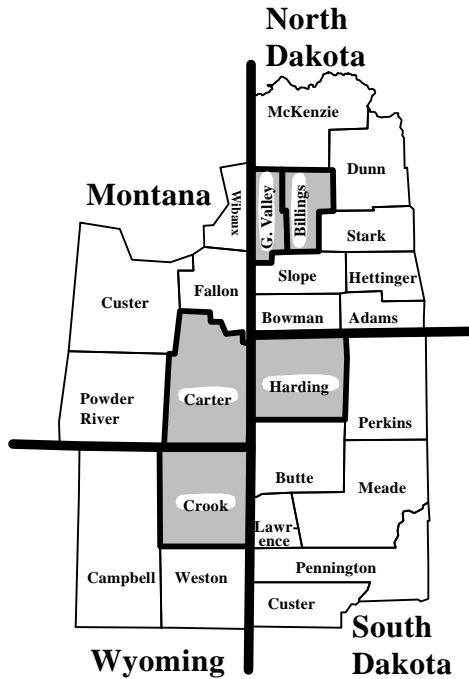 North
Dakota
McKenzie
Dunn
Montana
Wibaux
G. Valley
Billings
Stark
Slope
Hettinger
Custer
Fallon
Bowman
Adams
Powder
River
Carter
Harding
Perkins
Butte
Meade
Crook
Lawr-
ence
Campbell
Weston
Pennington
Custer
Wyoming
South
Dakota